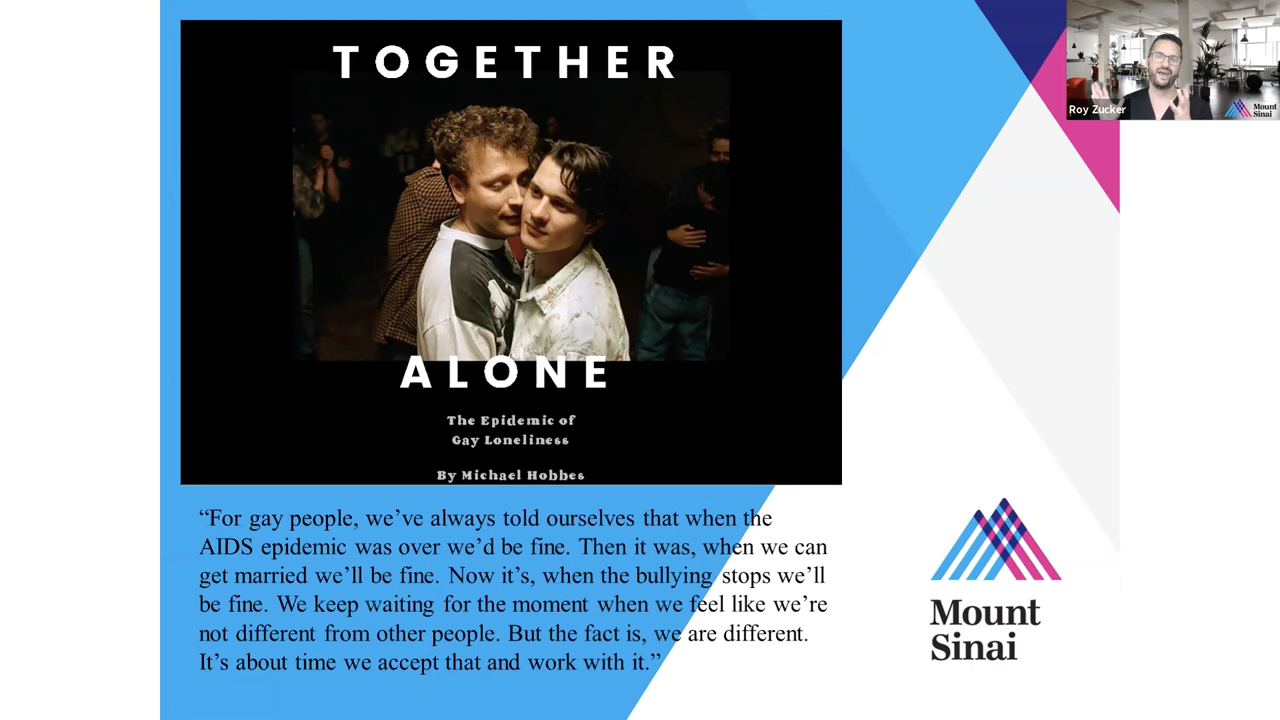 TOGETHER
ALONE
The Epidemic of
Gay Loneliness
By Michael Hobbes
“For gay people, we’ve always told ourselves that when the
AIDS epidemic was over we’d be fine. Then it was, when we can
get married we’ll be fine. Now it’s, when the bullying stops we’ll
be fine. We keep waiting for the moment when we feel like we’re
not different from other people. But the fact is, we are different.
It’s about time we accept that and work with it.”
Mount
Sinai
Roy Zucker
Mount
Sinai